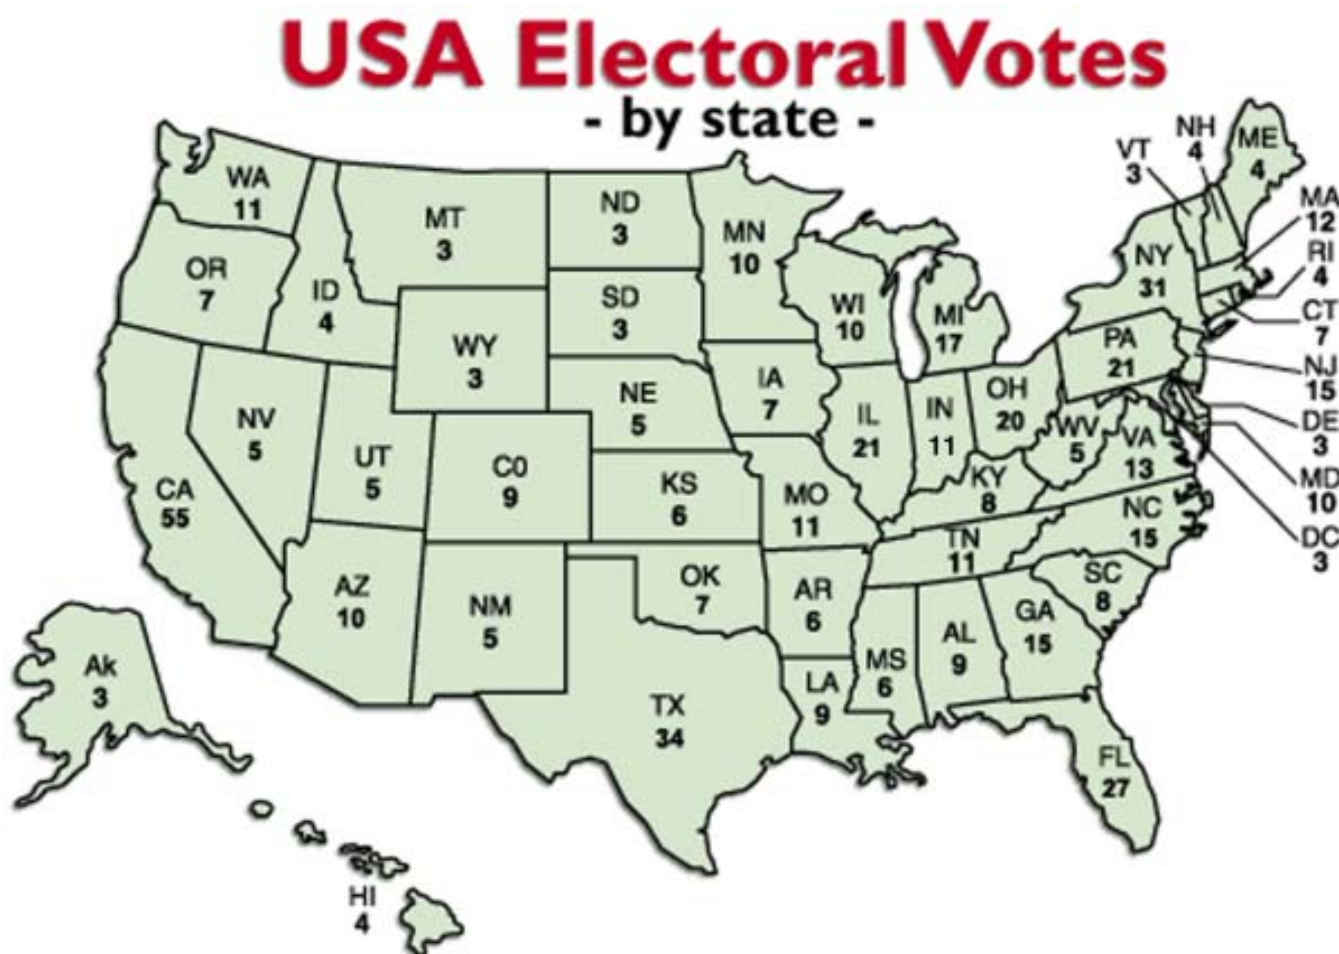 USA Electoral Votes
- by state -
WA
11
OR
7
CA
55
NV
5
ID
4
MT
3
WY
3
UT
5
C0
9
AZ
10
NM
5
ND
3
SD
3
NE
5
KS
6
OK
7
TX
34
MN
10
IA
7
MO
11
AR
6
LA
9
WI
10
IL
21
MI
17
IN
11
OH
20
KY
8
TN
11
MS
6
AL
9
GA
15
FL
27
SC
8
NC
15
VA
13
WV
5
PA
21
NY
31
VT
3
NH
4
ME
4
MA
12
RI
4
CT
7
NJ
15
DE
3
MD
10
DC
3
Ak
3
HI
4